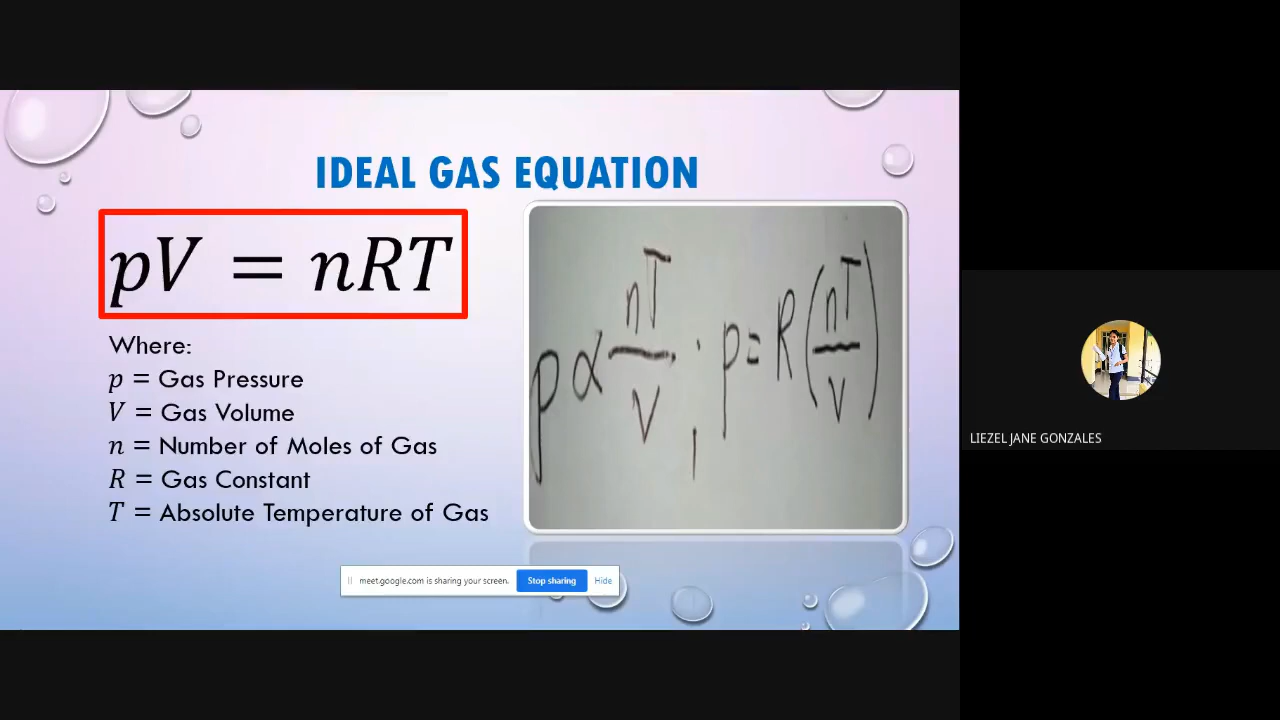 IDEAL GAS EQUATION
pV = nRT
Where:
p = Gas Pressure
V = Gas Volume
n = Number of Moles of Gas
R = Gas Constant
T = Absolute Temperature of Gas
p ∝ nT/V ; p = R(nT/V)
meet.google.com is sharing your screen. Stop sharing Hide
LIEZEL JANE GONZALES